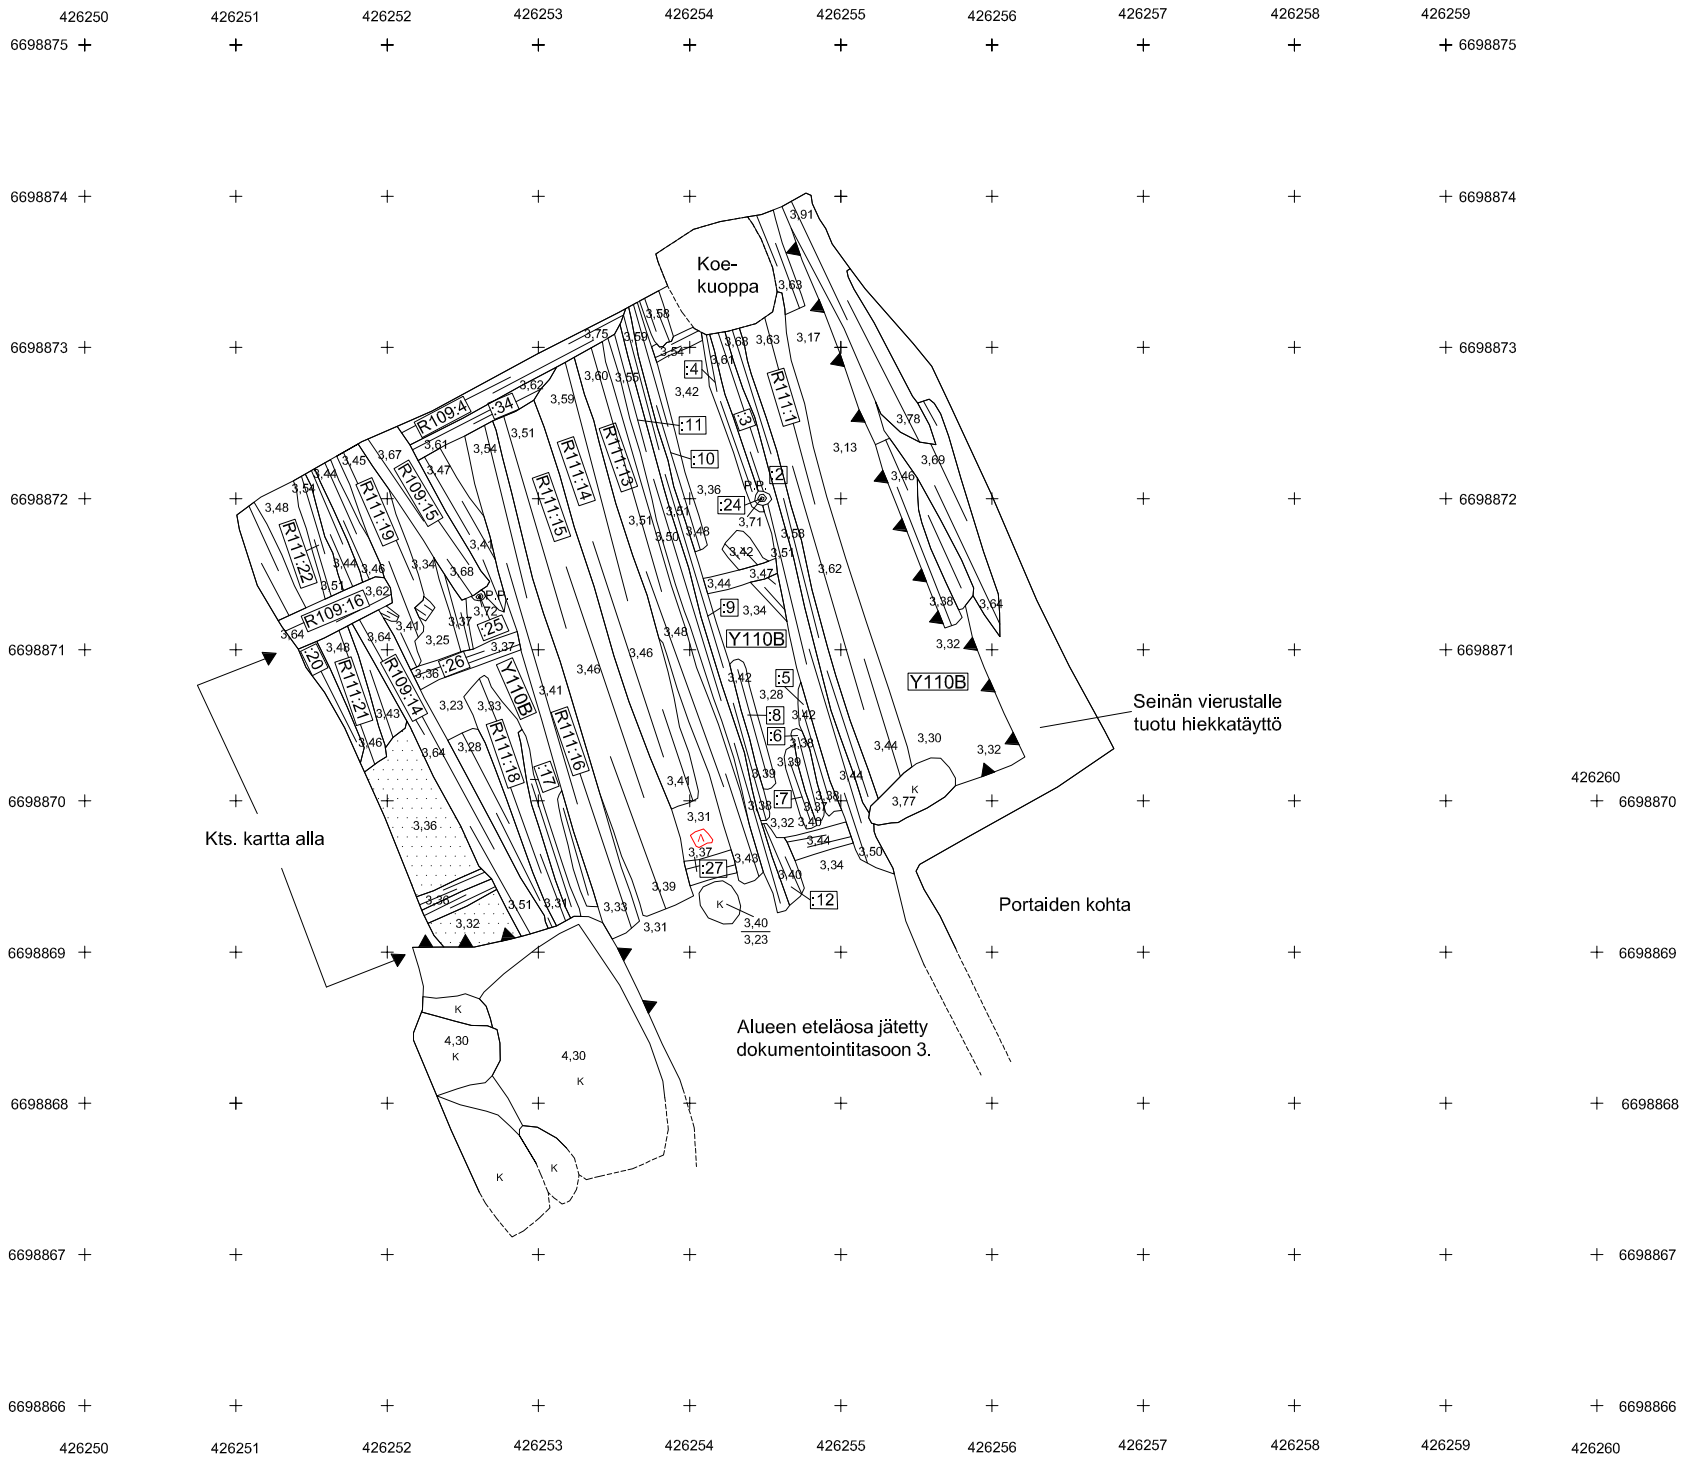 426250 426251 426252 426253 426254 426255 426256 426257 426258 426259
6698875 6698875
6698874 6698874
3,91
Koe-
kuoppa
3,63
3,58
3,75 3,59 3,68 3,63 3,17
6698873 3,54 6698873
3,61
:4
3,62 3,60 3,55 3,42
3,59
R109:4 :34 :3 R111:1
:11
3,78
3,51
3,61 3,54 3,13
3,67 R111:14 R111:13 :10
3,45 3,47 3,69
3,44 R109:15 :2 3,46
3,54 3,36 P.P.
6698872 R111:19 R111:15 :24 6698872
3,48 3,51 3,51 3,71
R111:22 3,50 3,48 3,58
3,41 3,42 3,51
3,44 3,46 3,34 3,68 3,47 3,62
3,51 3,62 3,44
R109:16 P.P. :9 3,34 3,38 3,64
3,72
3,64 3,64 3,41 3,37 :25 3,48
3,48 3,25 3,37 Y110B 3,32
6698871 :20 :26 3,46 6698871
3,36 Y110B 3,46 3,42 :5 Y110B
R111:21 R109:14 3,41 3,28
3,23 3,33 Seinän vierustalle
3,43 :8 3,42
R111:16 :6 tuotu hiekkatäyttö
3,46 3,64 3,28 R111:18 3,38 3,44 3,30
3,32
:17 3,39 3,39 3,44 426260
3,41 K
6698870 3,38 :7 3,38 3,77 6698870
3,37
3,36 3,31 3,32 3,40
Kts. kartta alla 3,44
3,37 3,43 3,50
:27 3,34
3,39 3,40
3,36 3,51 3,31 3,33 :12
K Portaiden kohta
3,32 3,31 3,40
3,23
6698869 6698869
K
Alueen eteläosa jätetty
4,30 dokumentointitasoon 3.
K 4,30
K
6698868 6698868
K
K
6698867 6698867
6698866 6698866
426250 426251 426252 426253 426254 426255 426256 426257 426258 426259 426260